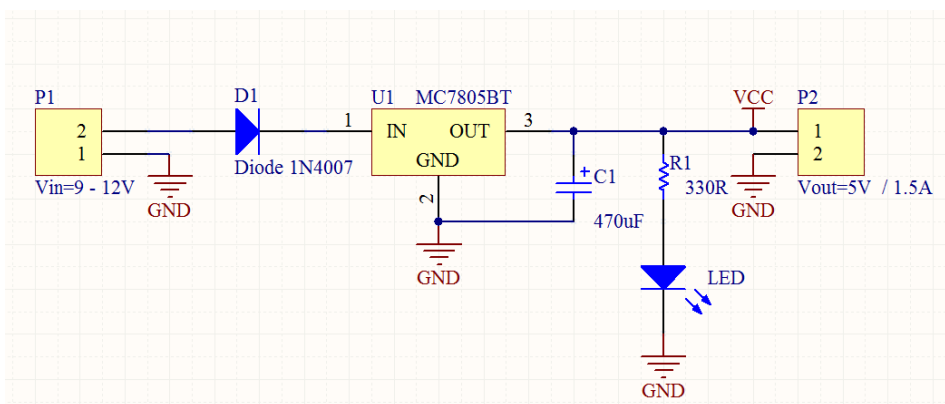 P1
2
1
Vin=9 - 12V
GND
D1
Diode 1N4007
U1 MC7805BT
1
IN OUT
GND
3
2
GND
+
C1
470uF
R1
330R
LED
GND
VCC
GND
P2
1
2
Vout=5V / 1.5A